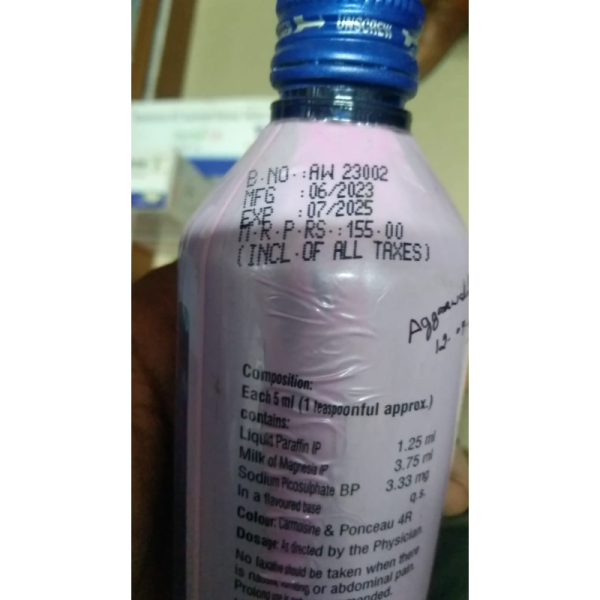 UNSCREW
B.NO.:AW 23002
MFG :06/2023
EXP :07/2025
M.R.P.RS.:155.00
(INCL.OF ALL TAXES)
Composition:
Each 5 ml (1 teaspoonful approx.)
contains:
Liquid Paraffin IP 1.25 ml
Milk of Magnesia IP 3.75 ml
Sodium Picosulphate BP 3.33 mg
In a flavoured base q.s.
Colour: Carmosine & Ponceau 4R
Dosage: As directed by the Physician.
No laxative should be taken when there
is nausea, vomiting or abdominal pain.